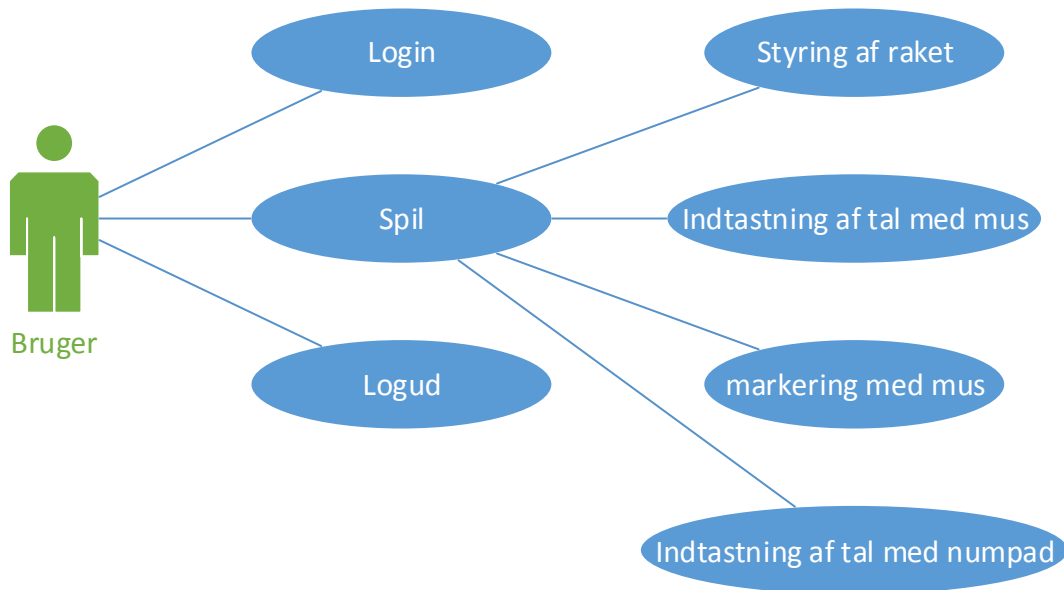 Login
Styring af raket
Spil
Indtastning af tal med mus
Bruger
Logud
markering med mus
Indtastning af tal med numpad